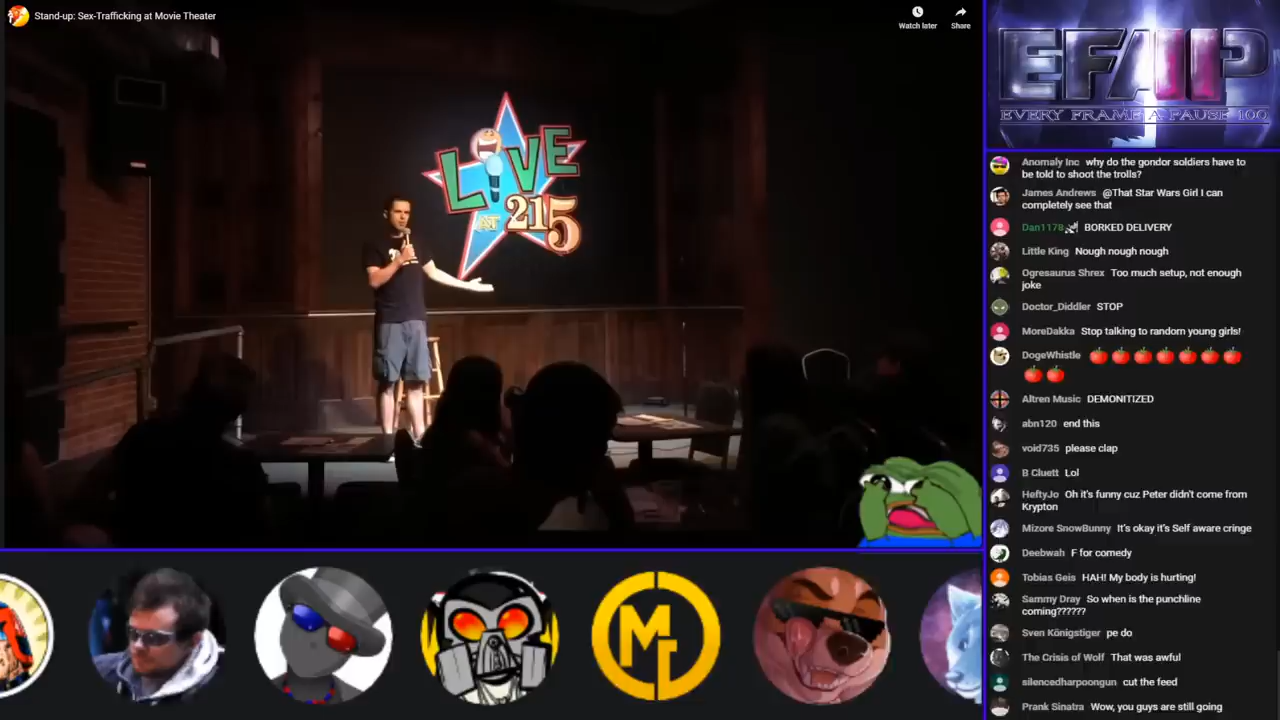 Stand-up: Sex-Trafficking at Movie Theater
Watch later
Share
LIVE
AT 215
EFAP
EVERY FRAME A PAUSE 100
Anomaly Inc why do the gondor soldiers have to
be told to shoot the trolls?
James Andrews @That Star Wars Girl I can
completely see that
Dan1178 BORKED DELIVERY
Little King Nough nough nough
Ogresaurus Shrex Too much setup, not enough
joke
Doctor_Diddler STOP
MoreDakka Stop talking to random young girls!
DogeWhistle 🍅🍅🍅🍅🍅🍅🍅
🍅🍅
Altren Music DEMONITIZED
abn120 end this
void735 please clap
B Cluett Lol
HeftyJo Oh it's funny cuz Peter didn't come from
Krypton
Mizore SnowBunny It's okay it's Self aware cringe
Deebwah F for comedy
Tobias Geis HAH! My body is hurting!
Sammy Dray So when is the punchline
coming??????
Sven Königstiger pe do
The Crisis of Wolf That was awful
silencedharpoongun cut the feed
Prank Sinatra Wow, you guys are still going
M